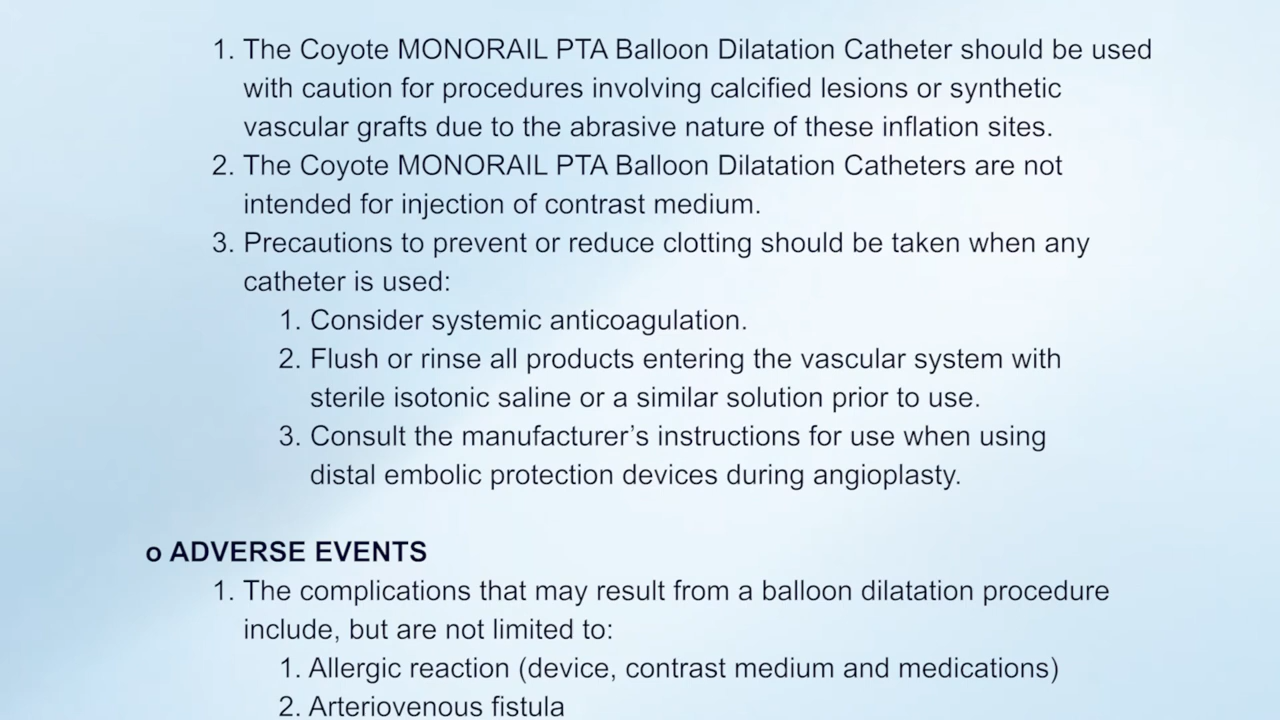 1. The Coyote MONORAIL PTA Balloon Dilatation Catheter should be used
with caution for procedures involving calcified lesions or synthetic
vascular grafts due to the abrasive nature of these inflation sites.
2. The Coyote MONORAIL PTA Balloon Dilatation Catheters are not
intended for injection of contrast medium.
3. Precautions to prevent or reduce clotting should be taken when any
catheter is used:
1. Consider systemic anticoagulation.
2. Flush or rinse all products entering the vascular system with
sterile isotonic saline or a similar solution prior to use.
3. Consult the manufacturer’s instructions for use when using
distal embolic protection devices during angioplasty.
o ADVERSE EVENTS
1. The complications that may result from a balloon dilatation procedure
include, but are not limited to:
1. Allergic reaction (device, contrast medium and medications)
2. Arteriovenous fistula